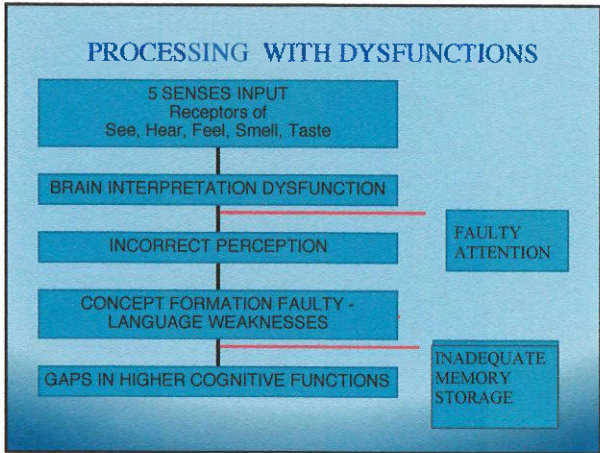 PROCESSING WITH DYSFUNCTIONS
5 SENSES INPUT
Receptors of
See, Hear, Feel, Smell, Taste
BRAIN INTERPRETATION DYSFUNCTION
INCORRECT PERCEPTION
FAULTY
ATTENTION
CONCEPT FORMATION FAULTY -
LANGUAGE WEAKNESSES
GAPS IN HIGHER COGNITIVE FUNCTIONS
INADEQUATE
MEMORY
STORAGE